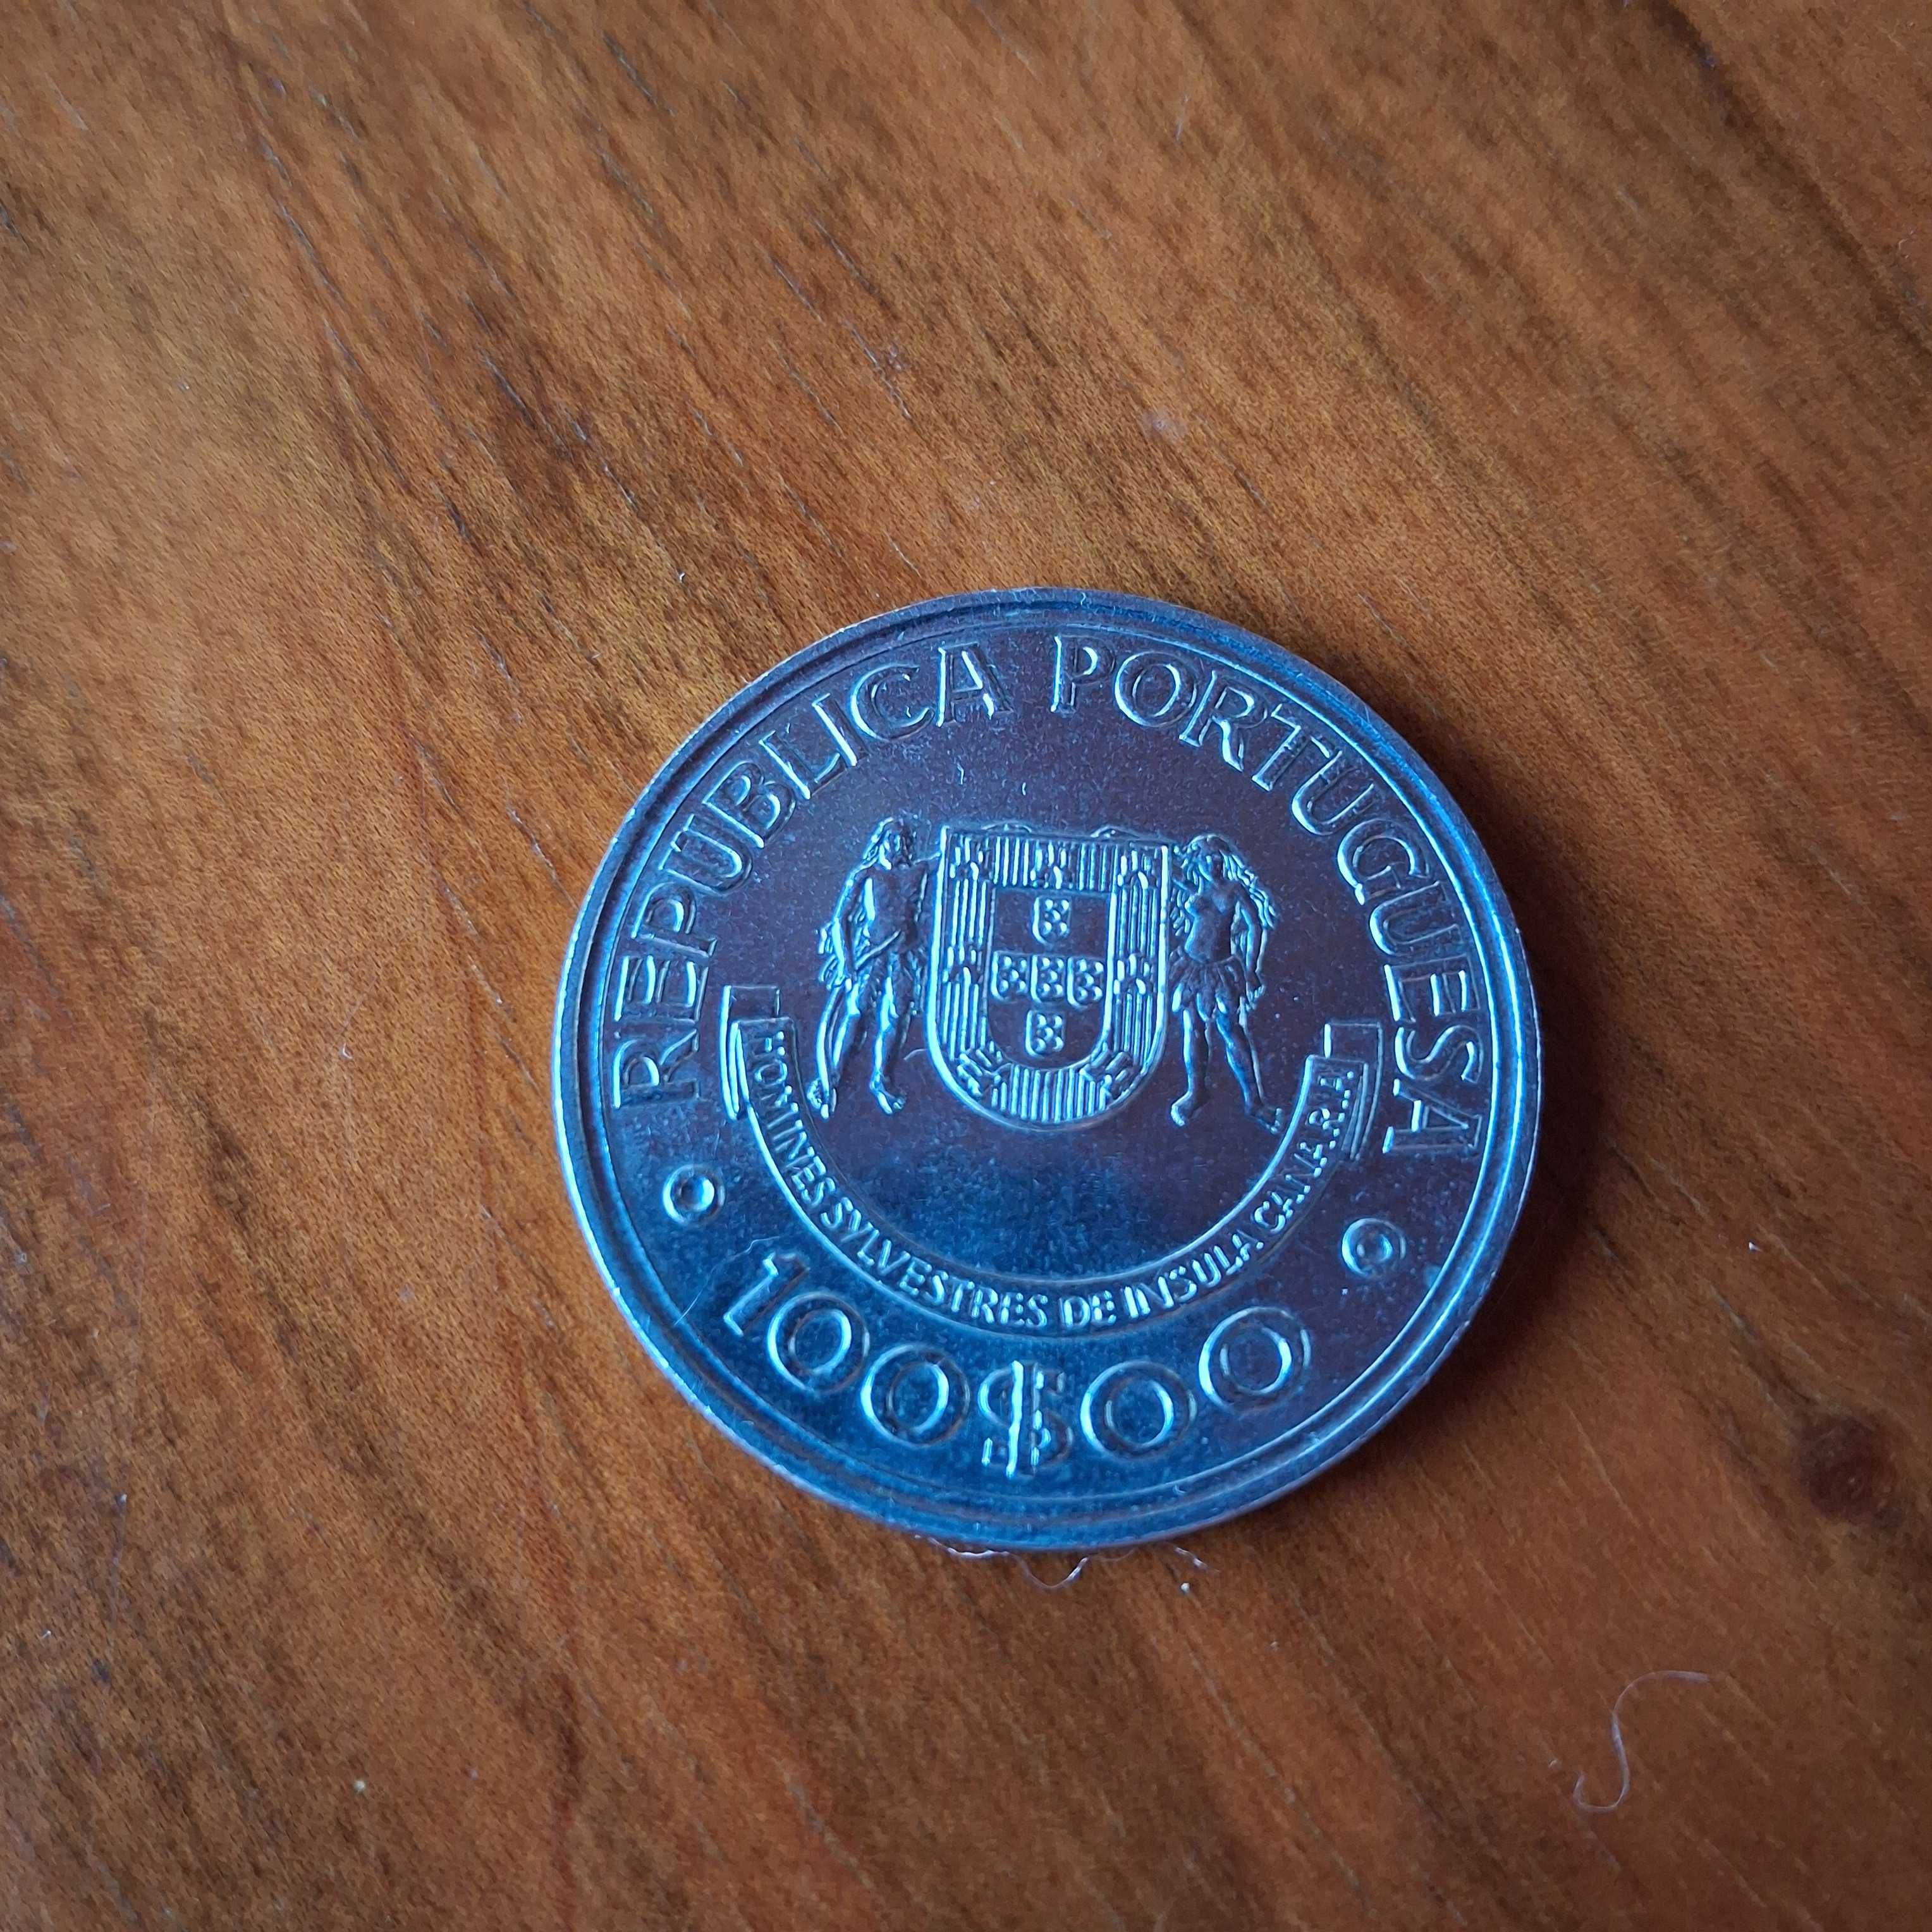 REPUBLICA PORTUGUESA
HOMINES SYLVESTRES DE INSULA CANARIA
100$00